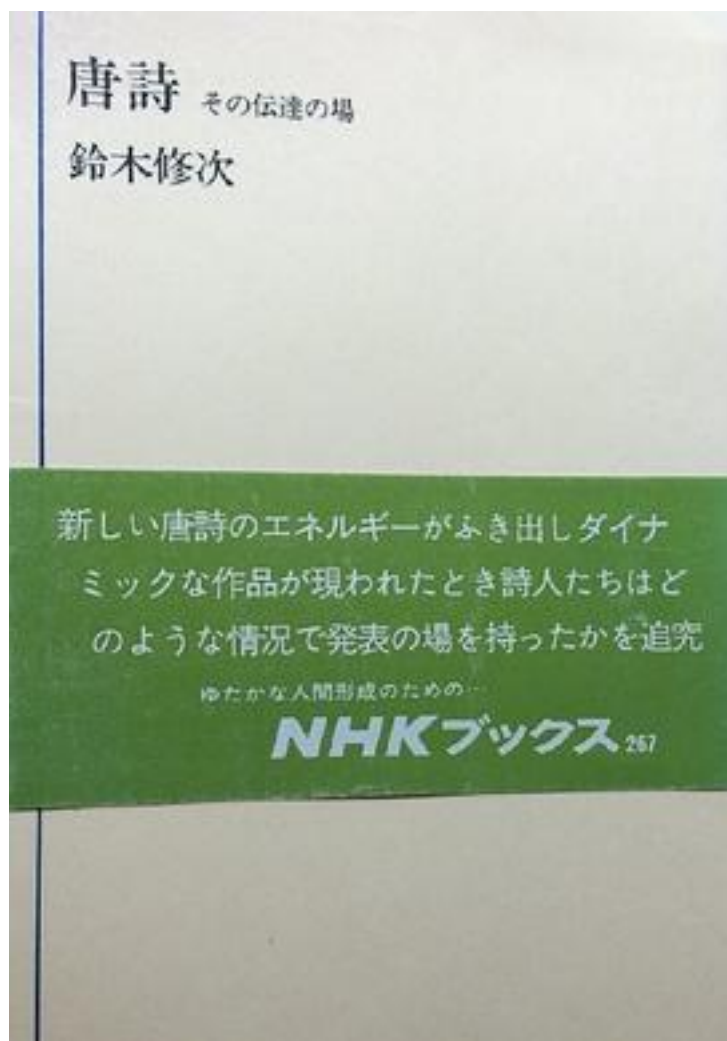 唐詩 その伝達の場
鈴木修次
新しい唐詩のエネルギーがふき出しダイナ
ミックな作品が現われたとき詩人たちはど
のような情況で発表の場を持ったかを追究
ゆたかな人間形成のための…
NHKブックス 267